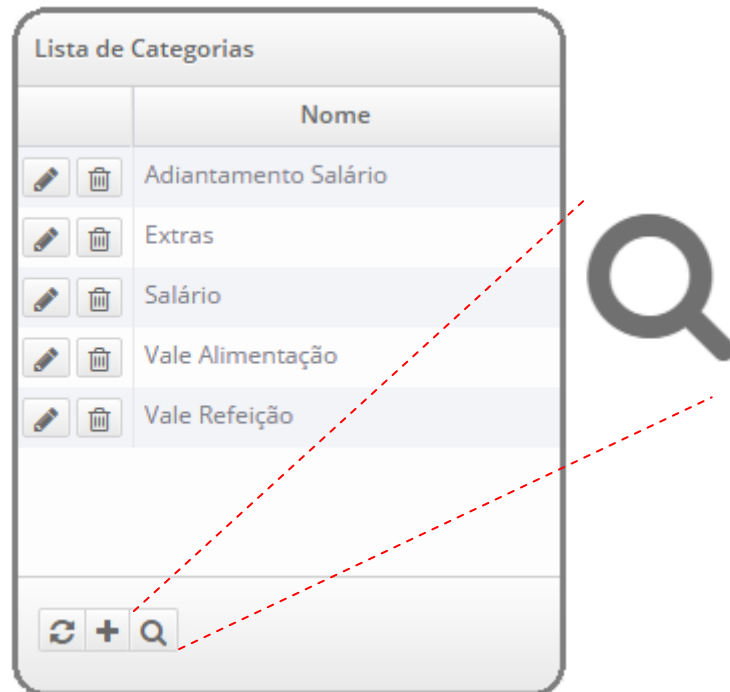 Lista de Categorias
Nome
Adiantamento Salário
Extras
Salário
Vale Alimentação
Vale Refeição